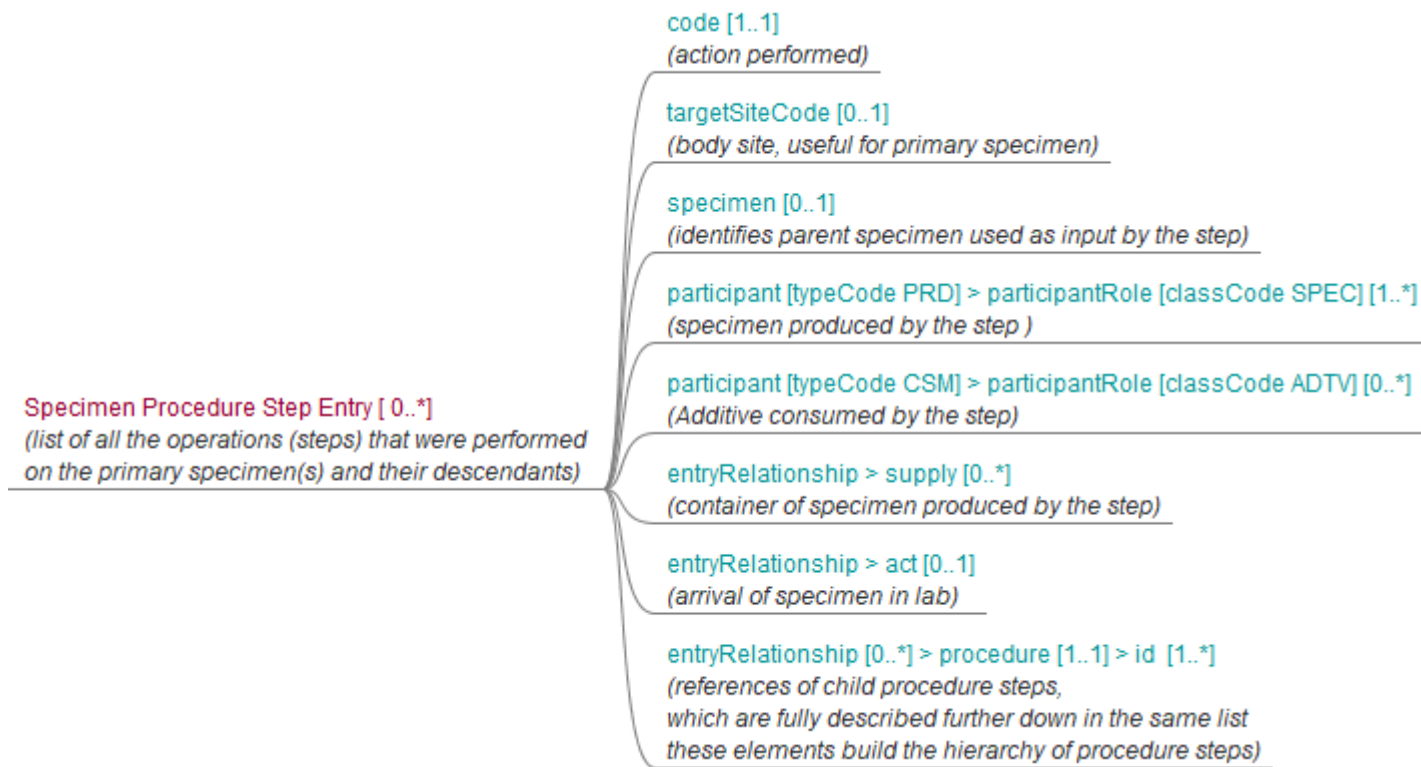 code [1..1]
(action performed)
targetSiteCode [0..1]
(body site, useful for primary specimen)
specimen [0..1]
(identifies parent specimen used as input by the step)
participant [typeCode PRD] > participantRole [classCode SPEC] [1..*]
(specimen produced by the step )
participant [typeCode CSM] > participantRole [classCode ADTV] [0..*]
(Additive consumed by the step)
Specimen Procedure Step Entry [ 0..*]
(list of all the operations (steps) that were performed
on the primary specimen(s) and their descendants)
entryRelationship > supply [0..*]
(container of specimen produced by the step)
entryRelationship > act [0..1]
(arrival of specimen in lab)
entryRelationship [0..*] > procedure [1..1] > id  [1..*]
(references of child procedure steps,
which are fully described further down in the same list
these elements build the hierarchy of procedure steps)